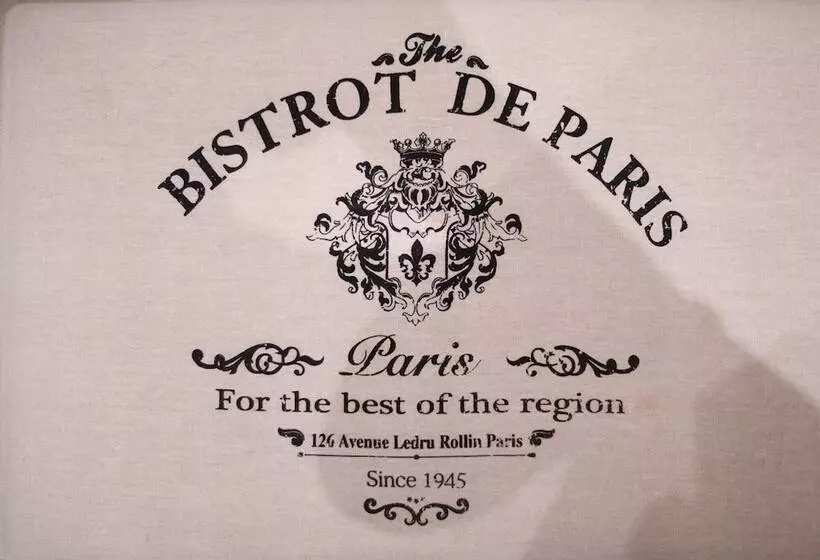 The
BISTROT DE PARIS
Paris
For the best of the region
126 Avenue Ledru Rollin Paris
Since 1945